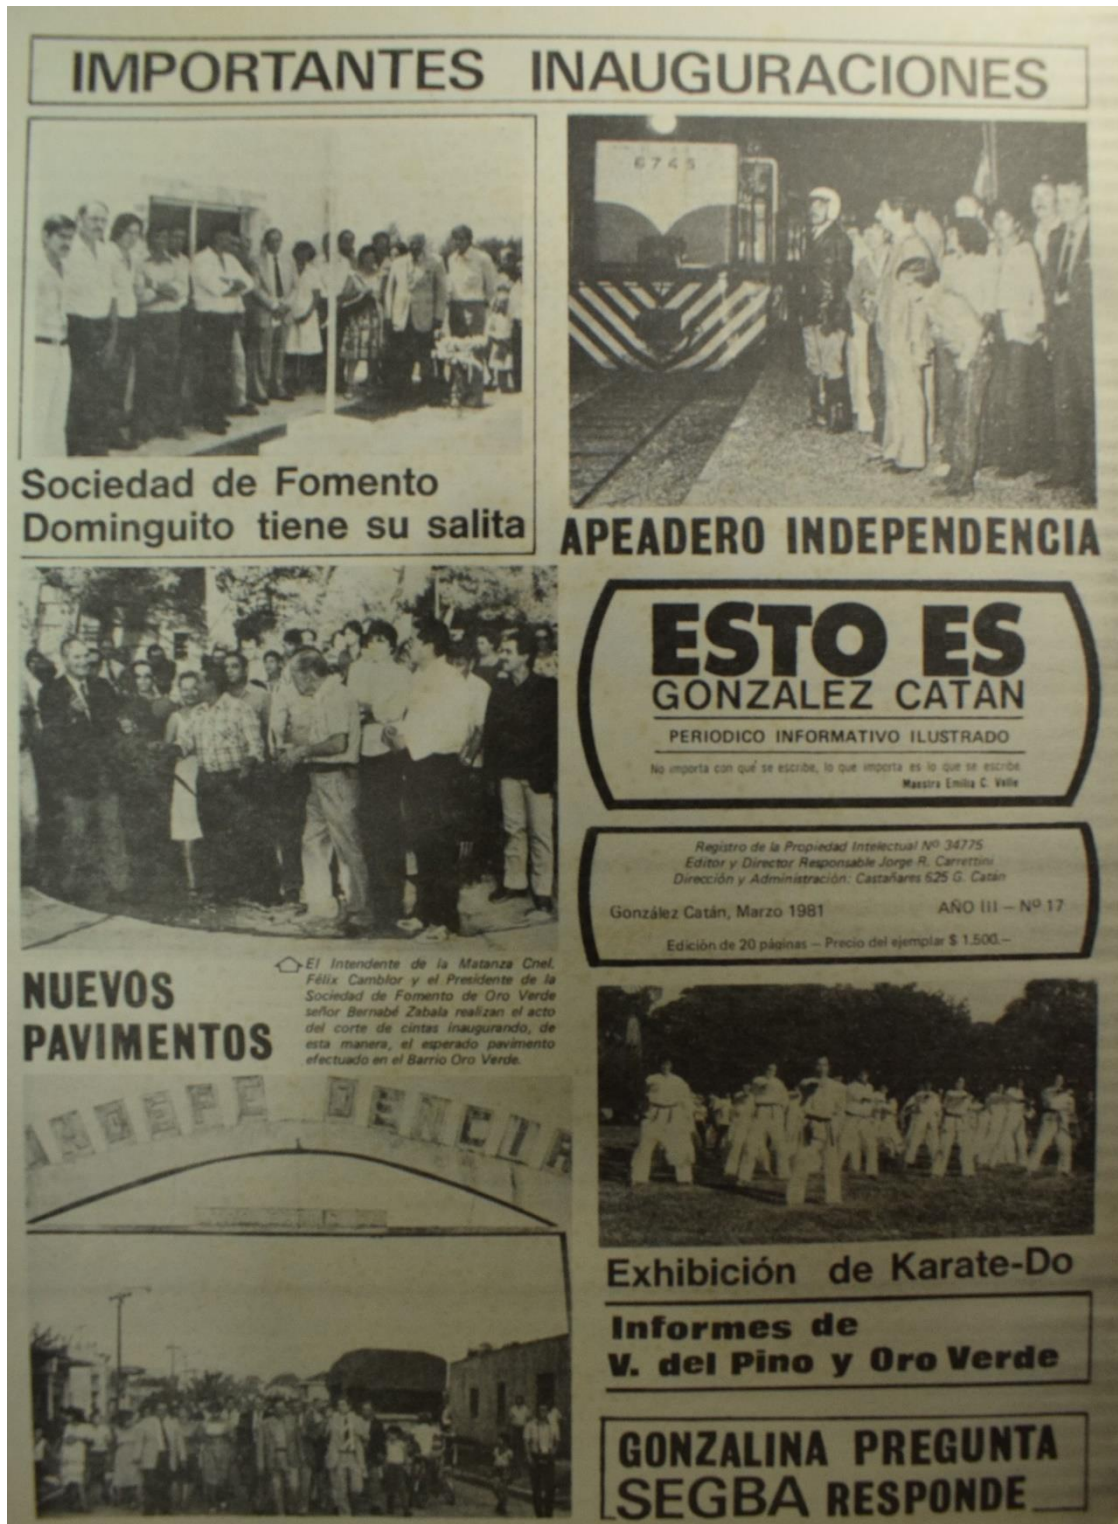 IMPORTANTES INAUGURACIONES
6745
Sociedad de Fomento
Dominguito tiene su salita
APEADERO INDEPENDENCIA
ESTO ES
GONZALEZ CATAN
PERIODICO INFORMATIVO ILUSTRADO
No importa con qué se escribe, lo que importa es lo que se escribe.
Maestra Emilia C. Velle
Registro de la Propiedad Intelectual Nº 34775
Editor y Director Responsable Jorge R. Carrettini
Dirección y Administración: Castañares 625 G. Catán
González Catán, Marzo 1981 AÑO III – Nº 17
Edición de 20 páginas – Precio del ejemplar $ 1.500.–
NUEVOS
PAVIMENTOS
El Intendente de la Matanza Cnel.
Félix Camblor y el Presidente de la
Sociedad de Fomento de Oro Verde
señor Bernabé Zabala realizan el acto
del corte de cintas inaugurando, de
esta manera, el esperado pavimento
efectuado en el Barrio Oro Verde.
INDEPE DENCIA
Exhibición de Karate-Do
Informes de
V. del Pino y Oro Verde
GONZALINA PREGUNTA
SEGBA RESPONDE